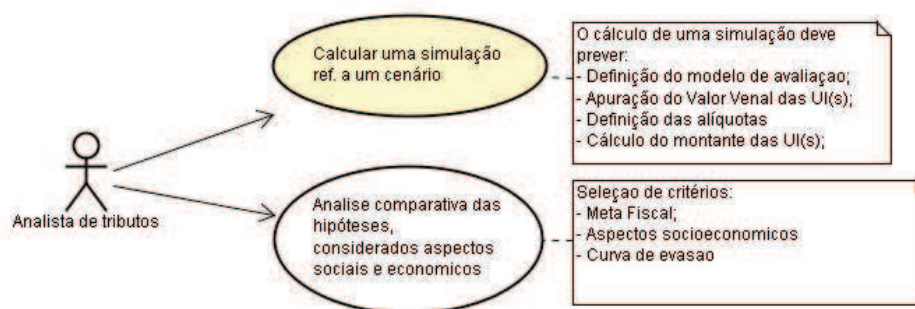 Calcular uma simulação
ref. a um cenário
O cálculo de uma simulação deve
prever:
- Definição do modelo de avaliaçao;
- Apuração do Valor Venal das UI(s);
- Definição das alíquotas
- Cálculo do montante das UI(s);
Analista de tributos
Analise comparativa das
hipóteses,
considerados aspectos
sociais e economicos
Seleçao de critérios:
- Meta Fiscal;
- Aspectos socioeconomicos
- Curva de evasao